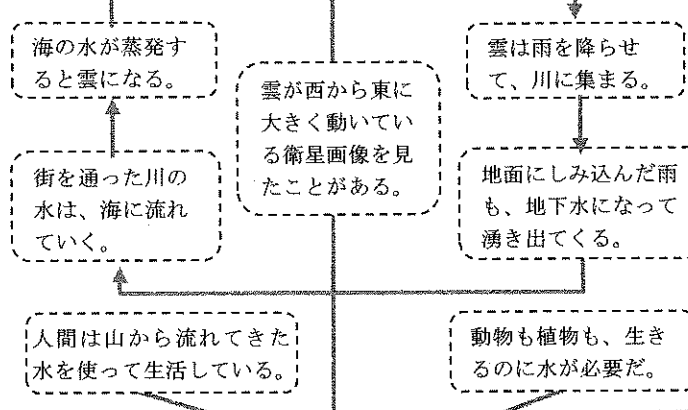 海の水が蒸発す
ると雲になる。
雲は雨を降らせ
て、川に集まる。
雲が西から東に
大きく動いてい
る衛星画像を見
たことがある。
街を通った川の
水は、海に流れ
ていく。
地面にしみ込んだ雨
も、地下水になって
湧き出てくる。
人間は山から流れてきた
水を使って生活している。
動物も植物も、生き
るのに水が必要だ。